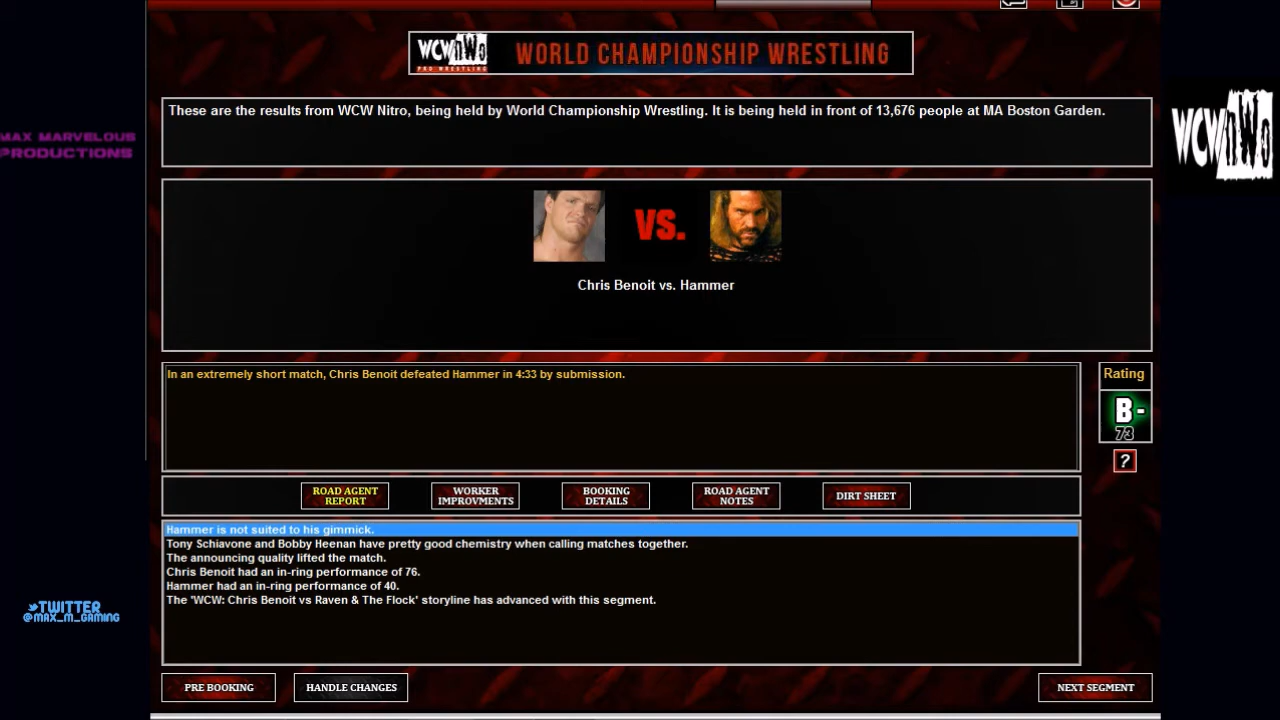 WCW nWo
PRO WRESTLING
WORLD CHAMPIONSHIP WRESTLING
These are the results from WCW Nitro, being held by World Championship Wrestling. It is being held in front of 13,676 people at MA Boston Garden.
MAX MARVELOUS
PRODUCTIONS
WCW nWo
VS.
Chris Benoit vs. Hammer
In an extremely short match, Chris Benoit defeated Hammer in 4:33 by submission.
Rating
B-
73
?
ROAD AGENT
REPORT
WORKER
IMPROVMENTS
BOOKING
DETAILS
ROAD AGENT
NOTES
DIRT SHEET
Hammer is not suited to his gimmick.
Tony Schiavone and Bobby Heenan have pretty good chemistry when calling matches together.
The announcing quality lifted the match.
Chris Benoit had an in-ring performance of 76.
Hammer had an in-ring performance of 40.
The 'WCW: Chris Benoit vs Raven & The Flock' storyline has advanced with this segment.
TWITTER
@MAX_M_GAMING
PRE BOOKING
HANDLE CHANGES
NEXT SEGMENT